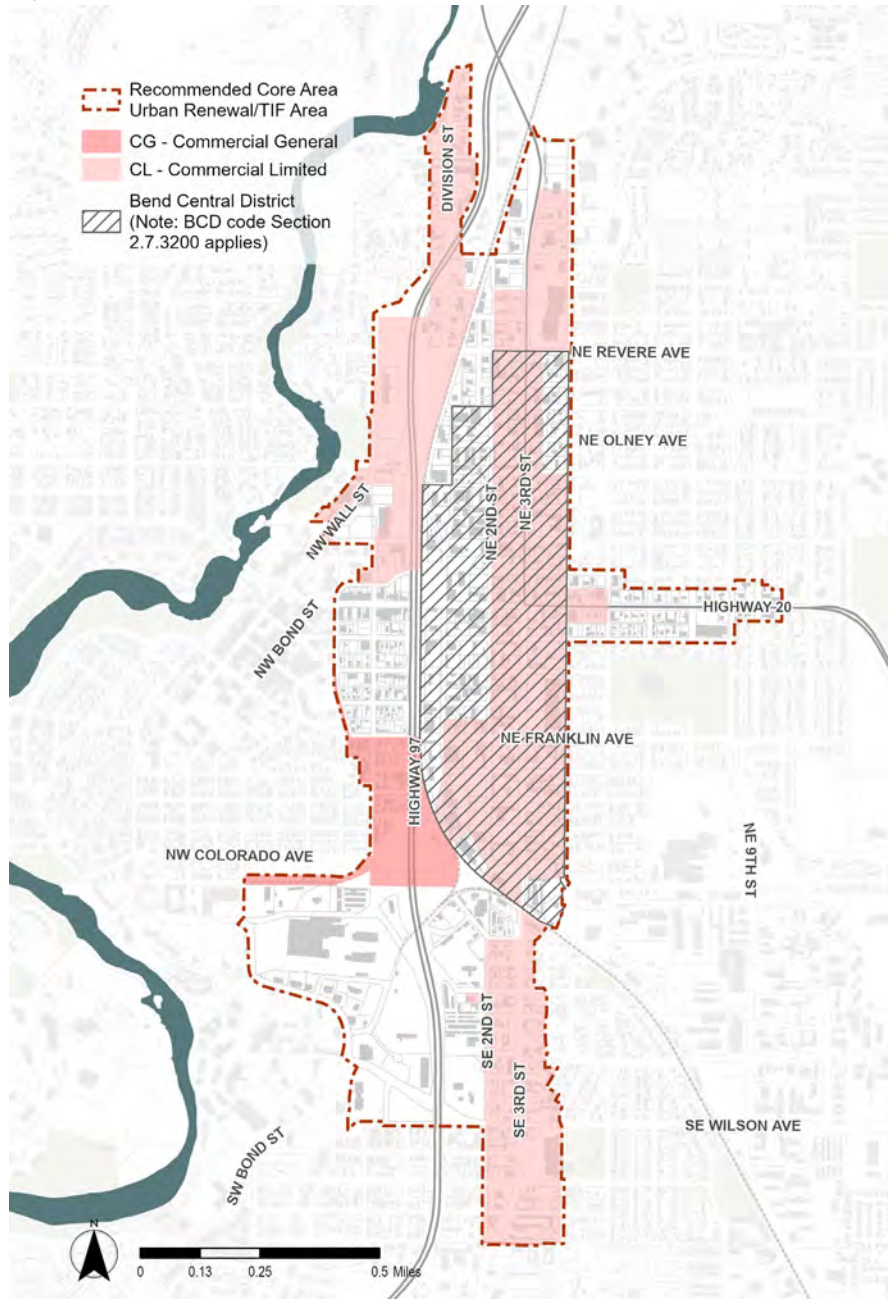 Recommended Core Area
Urban Renewal/TIF Area
CG - Commercial General
CL - Commercial Limited
Bend Central District
(Note: BCD code Section
2.7.3200 applies)
DIVISION ST
NE REVERE AVE
NE OLNEY AVE
NE 3RD ST
NE 2ND ST
NW WALL ST
HIGHWAY 20
NW BOND ST
NE FRANKLIN AVE
HIGHWAY 97
NW COLORADO AVE
NE 9TH ST
SE 2ND ST
SE 3RD ST
SE WILSON AVE
SW BOND ST
N
0 0.13 0.25 0.5 Miles